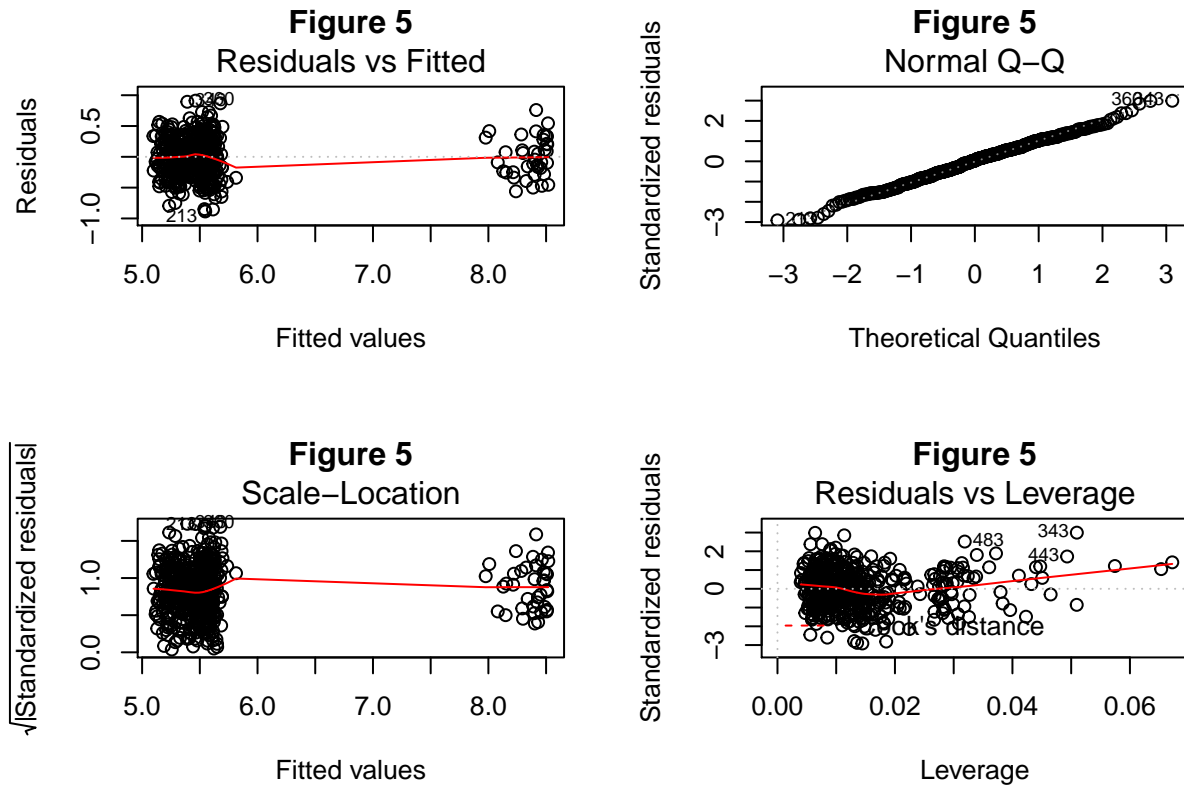 Figure 5
Residuals vs Fitted
Residuals
0.5
−1.0
213
5.0 6.0 7.0 8.0
Fitted values
Figure 5
Normal Q−Q
Standardized residuals
2
0
−3
−3 −2 −1 0 1 2 3
Theoretical Quantiles
Figure 5
Scale−Location
√|Standardized residuals|
1.0
0.0
5.0 6.0 7.0 8.0
Fitted values
Figure 5
Residuals vs Leverage
Standardized residuals
2
0
−3
343
483
443
distance
0.00 0.02 0.04 0.06
Leverage